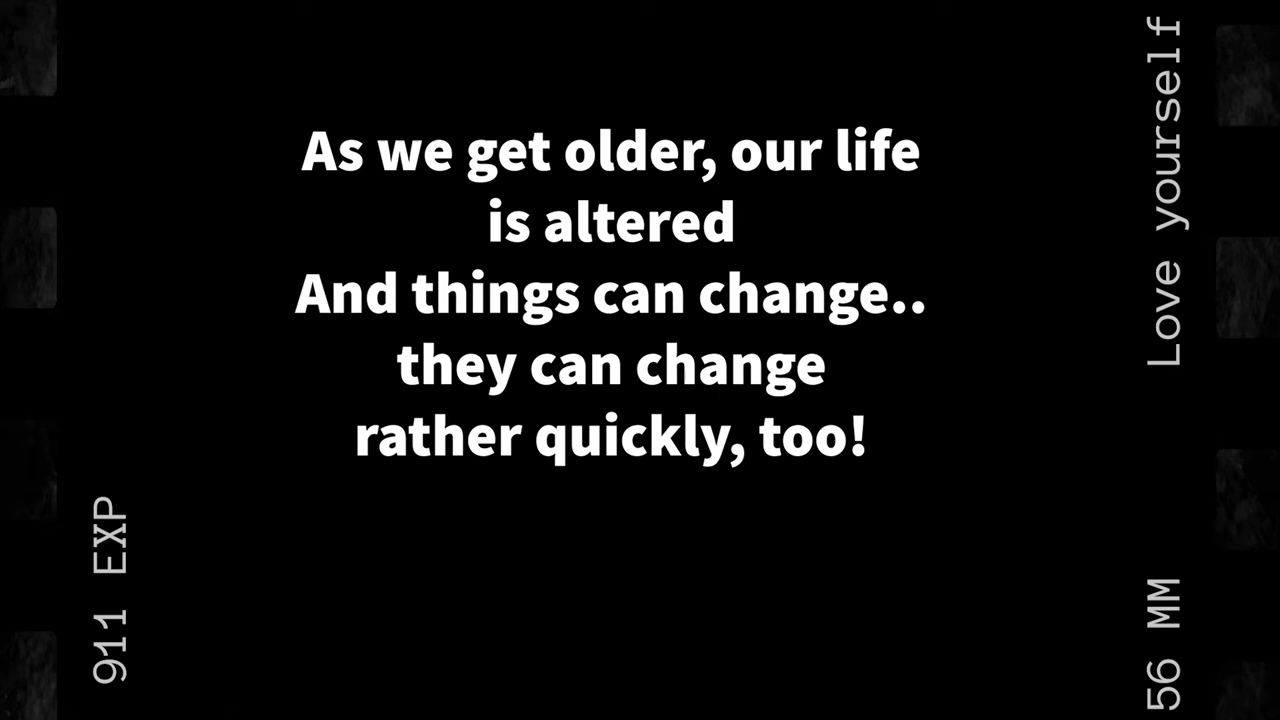 As we get older, our life
is altered
And things can change..
they can change
rather quickly, too!
Love yourself
911 EXP
56 MM